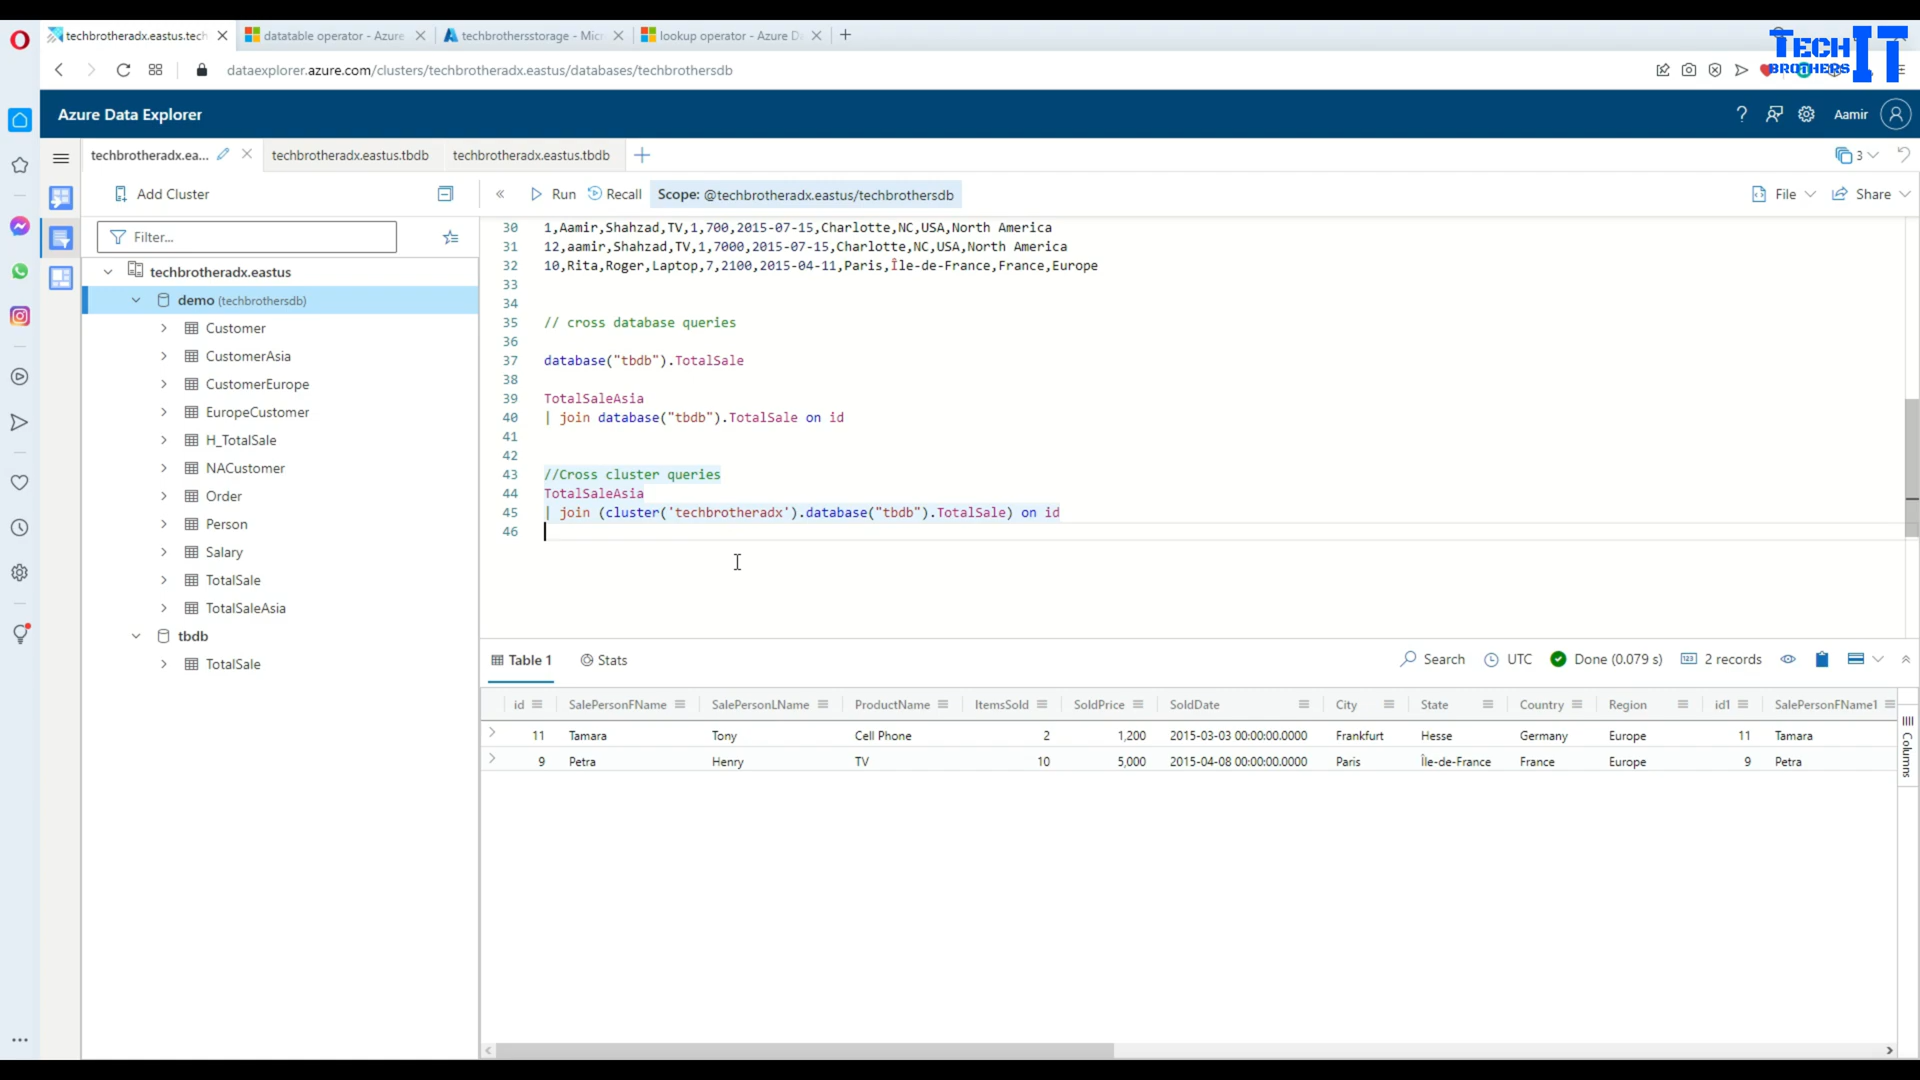 techbrotheradx.eastus.tech
datatable operator - Azure
techbrothersstorage - Micr
lookup operator - Azure D
TECH IT
BROTHERS
dataexplorer.azure.com/clusters/techbrotheradx.eastus/databases/techbrothersdb
Azure Data Explorer
Aamir
techbrotheradx.ea...
techbrotheradx.eastus.tbdb
techbrotheradx.eastus.tbdb
3
Add Cluster
Run
Recall
Scope: @techbrotheradx.eastus/techbrothersdb
File
Share
Filter...
techbrotheradx.eastus
demo (techbrothersdb)
Customer
CustomerAsia
CustomerEurope
EuropeCustomer
H_TotalSale
NACustomer
Order
Person
Salary
TotalSale
TotalSaleAsia
tbdb
TotalSale
30 1,Aamir,Shahzad,TV,1,700,2015-07-15,Charlotte,NC,USA,North America
31 12,aamir,Shahzad,TV,1,7000,2015-07-15,Charlotte,NC,USA,North America
32 10,Rita,Roger,Laptop,7,2100,2015-04-11,Paris,Île-de-France,France,Europe
33
34
35 // cross database queries
36
37 database("tbdb").TotalSale
38
39 TotalSaleAsia
40 | join database("tbdb").TotalSale on id
41
42
43 //Cross cluster queries
44 TotalSaleAsia
45 | join (cluster('techbrotheradx').database("tbdb").TotalSale) on id
46
Table 1
Stats
Search
UTC
Done (0.079 s)
2 records
id SalePersonFName SalePersonLName ProductName ItemsSold SoldPrice SoldDate City State Country Region id1 SalePersonFName1
11 Tamara Tony Cell Phone 2 1,200 2015-03-03 00:00:00.0000 Frankfurt Hesse Germany Europe 11 Tamara
9 Petra Henry TV 10 5,000 2015-04-08 00:00:00.0000 Paris Île-de-France France Europe 9 Petra
Columns